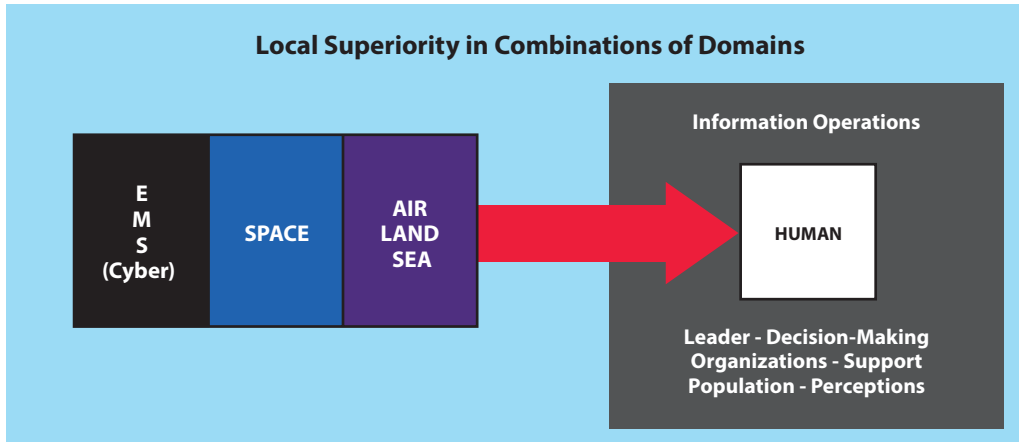 Local Superiority in Combinations of Domains
E
M
S
(Cyber)
SPACE
AIR
LAND
SEA
Information Operations
HUMAN
Leader - Decision-Making
Organizations - Support
Population - Perceptions